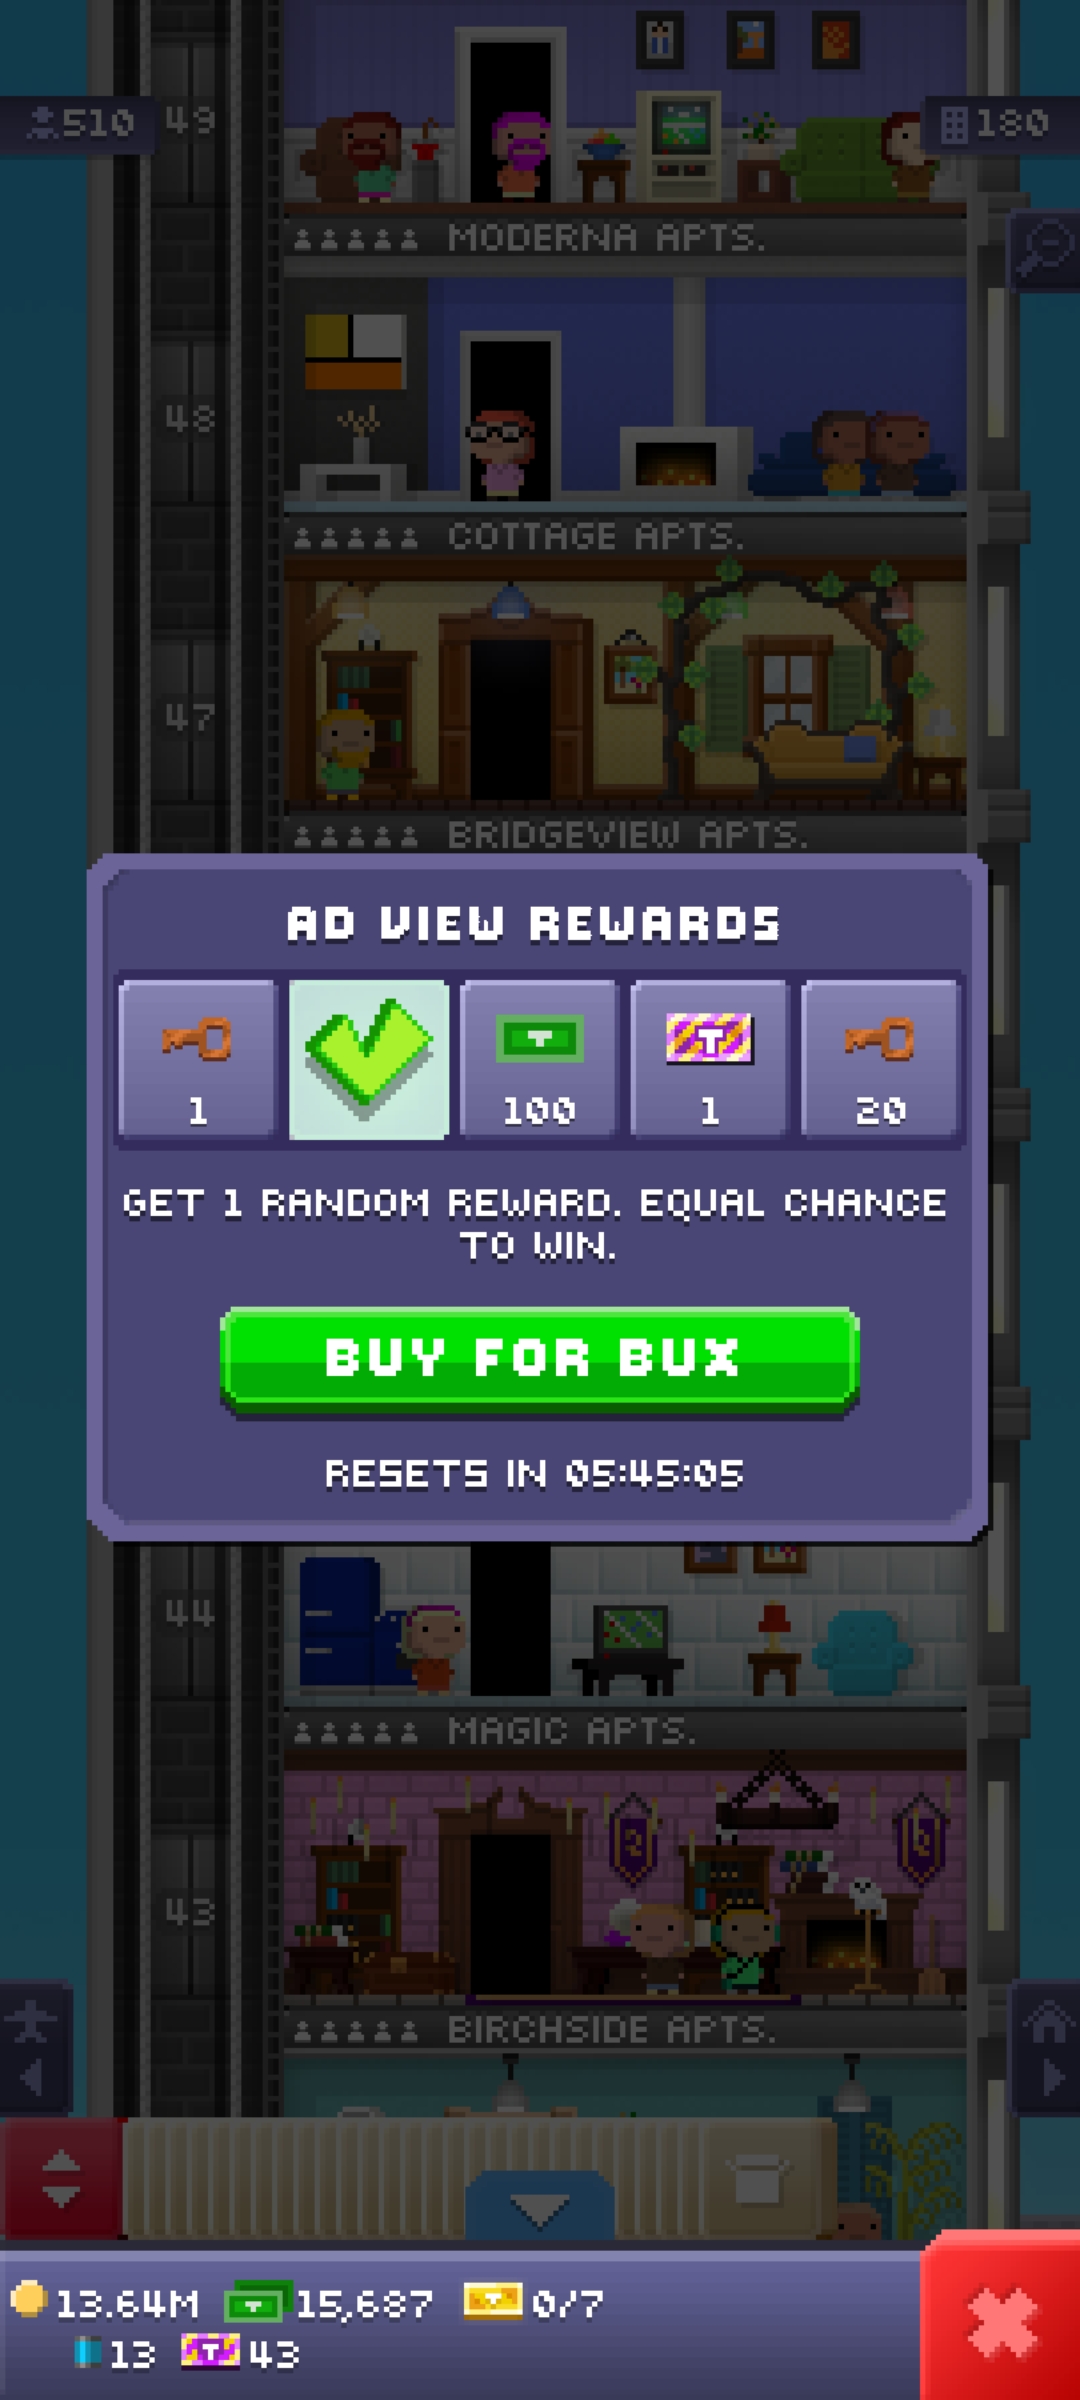 510
49
180
MODERNA APTS.
48
COTTAGE APTS.
47
BRIDGEVIEW APTS.
AD VIEW REWARDS
1
100
1
20
GET 1 RANDOM REWARD. EQUAL CHANCE
TO WIN.
BUY FOR BUX
RESETS IN 05:45:05
44
MAGIC APTS.
43
BIRCHSIDE APTS.
13.64M 15,687 0/7
13 43